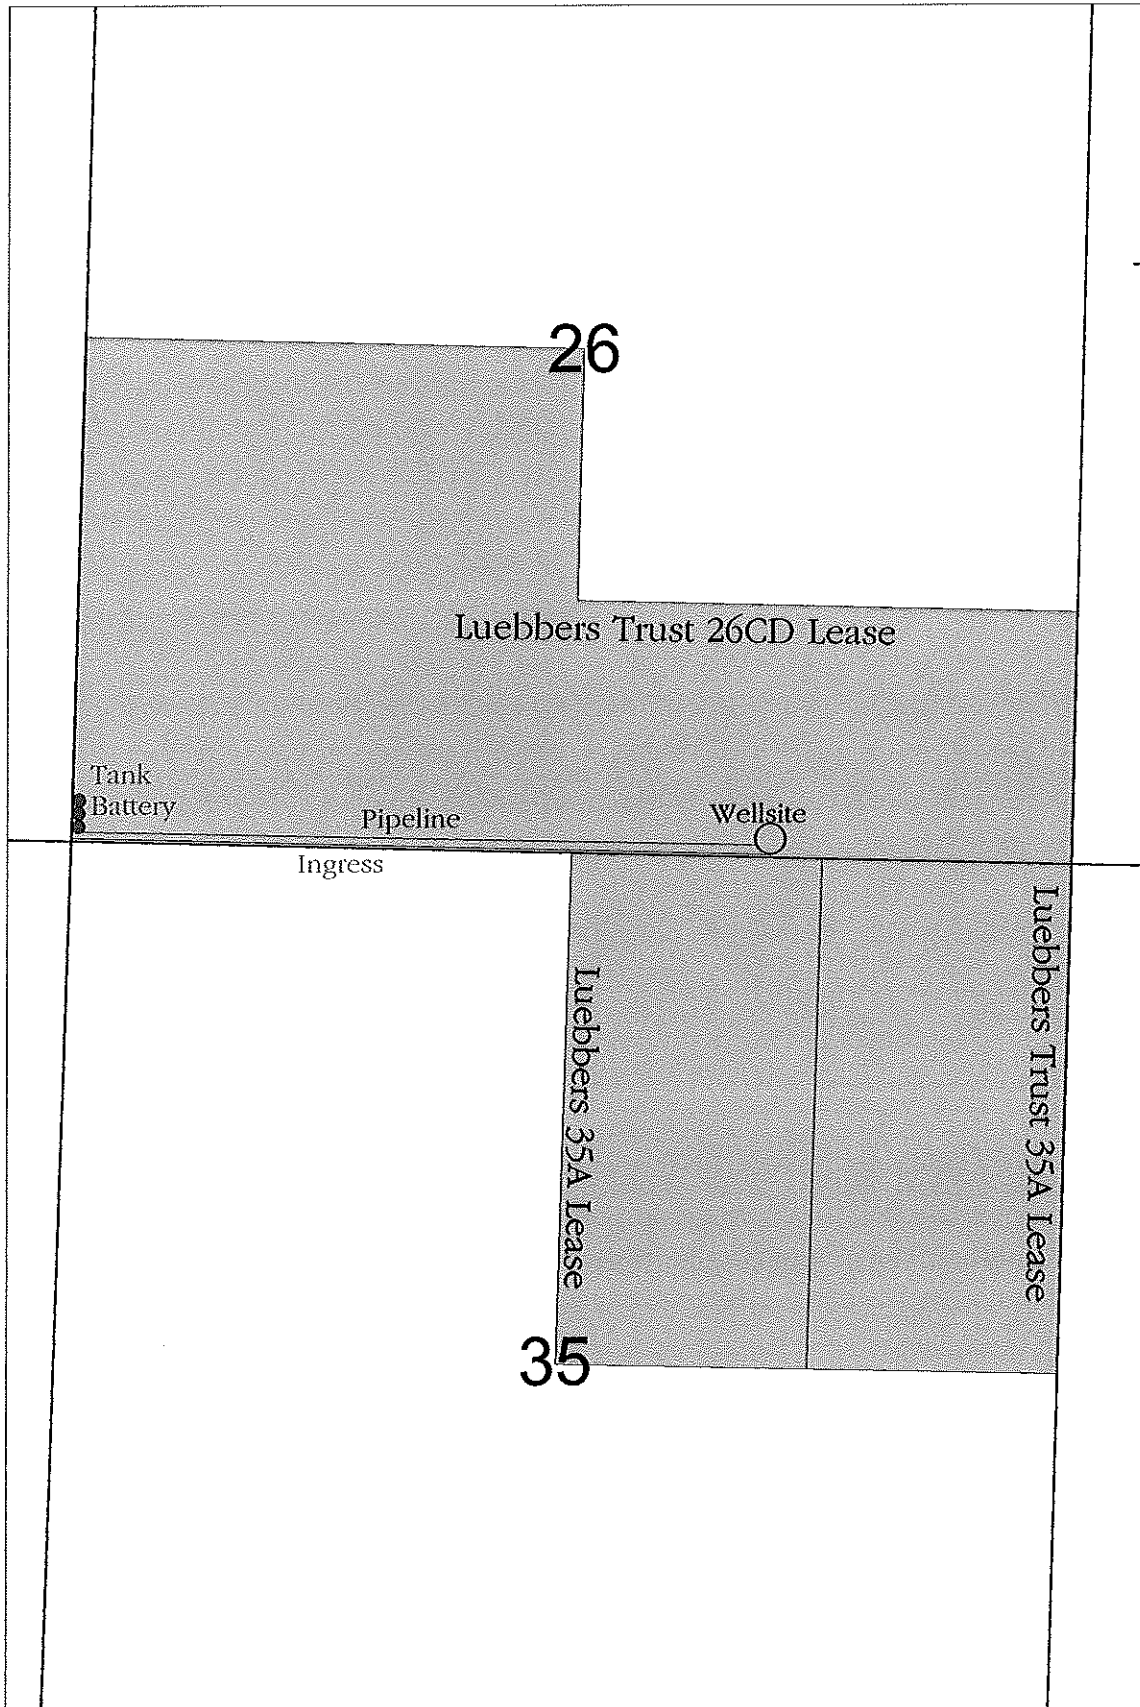 26
Luebbers Trust 26CD Lease
Tank
Battery
Pipeline
Wellsite
Ingress
Luebbers 35A Lease
Luebbers Trust 35A Lease
35